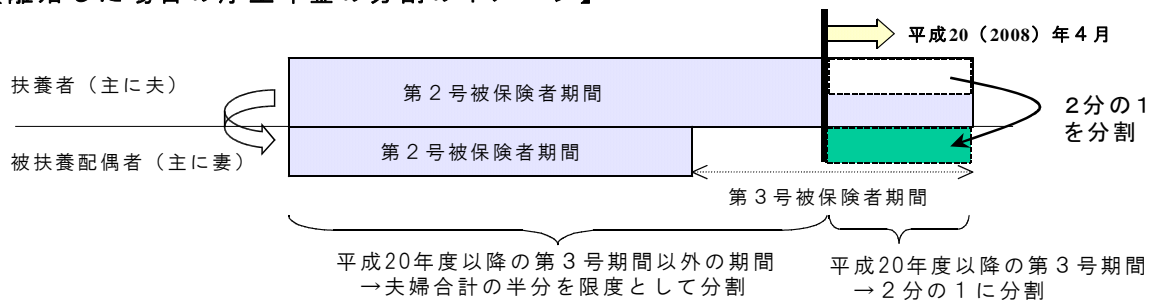 平成20（2008）年４月
扶養者（主に夫）
第２号被保険者期間
２分の１
を分割
被扶養配偶者（主に妻）
第２号被保険者期間
第３号被保険者期間
平成20年度以降の第３号期間以外の期間
→夫婦合計の半分を限度として分割
平成20年度以降の第３号期間
→２分の１に分割